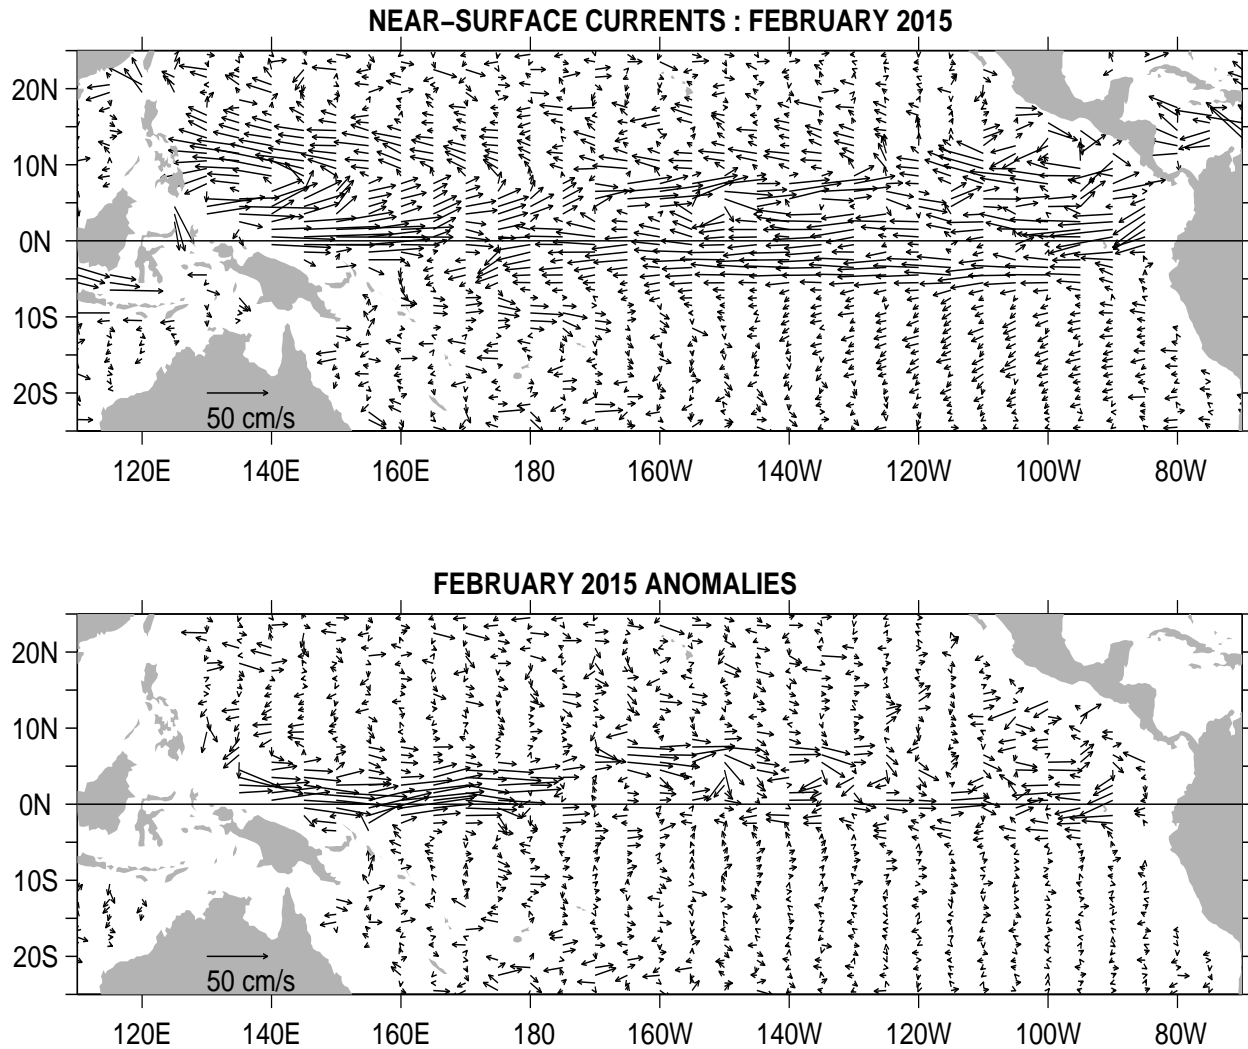 NEAR–SURFACE CURRENTS : FEBRUARY 2015
20N
10N
0N
10S
20S
50 cm/s
120E 140E 160E 180 160W 140W 120W 100W 80W
FEBRUARY 2015 ANOMALIES
20N
10N
0N
10S
20S
50 cm/s
120E 140E 160E 180 160W 140W 120W 100W 80W